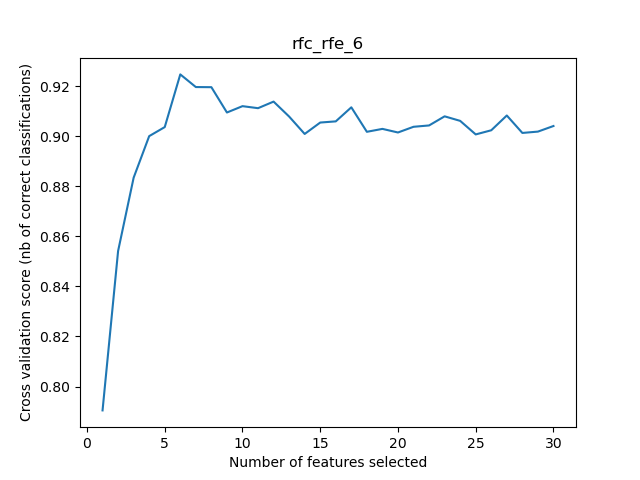 rfc_rfe_6
Cross validation score (nb of correct classifications)
0.92
0.90
0.88
0.86
0.84
0.82
0.80
0 5 10 15 20 25 30
Number of features selected